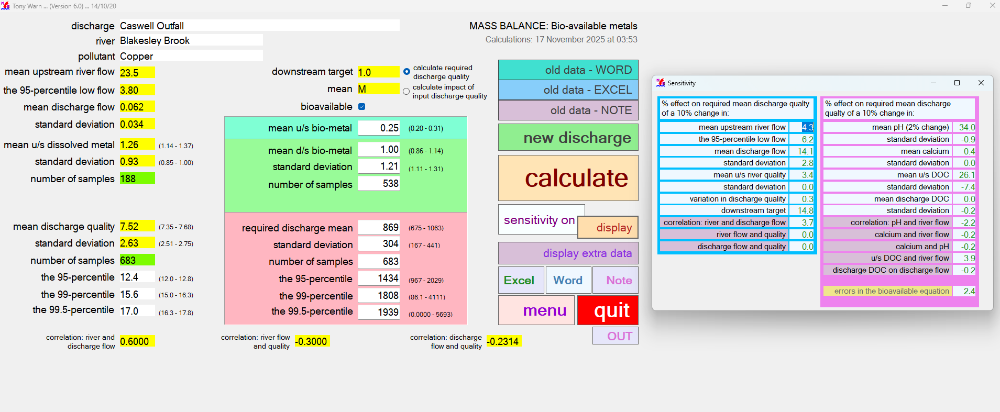 Tony Warn ... (Version 6.0) ... 14/10/20
discharge Caswell Outfall
river Blakesley Brook
pollutant Copper
MASS BALANCE: Bio-available metals
Calculations: 17 November 2025 at 03:53
mean upstream river flow 23.5
the 95-percentile low flow 3.80
mean discharge flow 0.062
standard deviation 0.034
mean u/s dissolved metal 1.26 (1.14 - 1.37)
standard deviation 0.93 (0.85 - 1.00)
number of samples 188
mean discharge quality 7.52 (7.35 - 7.68)
standard deviation 2.63 (2.51 - 2.75)
number of samples 683
the 95-percentile 12.4 (12.0 - 12.8)
the 99-percentile 15.6 (15.0 - 16.3)
the 99.5-percentile 17.0 (16.3 - 17.8)
downstream target 1.0
mean M
bioavailable
calculate required
discharge quality
calculate impact of
input discharge quality
mean u/s bio-metal 0.25 (0.20 - 0.31)
mean d/s bio-metal 1.00 (0.86 - 1.14)
standard deviation 1.21 (1.11 - 1.31)
number of samples 538
required discharge mean 869 (675 - 1063)
standard deviation 304 (167 - 441)
number of samples 683
the 95-percentile 1434 (967 - 2029)
the 99-percentile 1808 (86.1 - 4111)
the 99.5-percentile 1939 (0.0000 - 5693)
correlation: river and
discharge flow 0.6000
correlation: river flow
and quality -0.3000
correlation: discharge
flow and quality -0.2314
old data - WORD
old data - EXCEL
old data - NOTE
new discharge
calculate
sensitivity on
display
display extra data
Excel Word Note
menu quit
OUT
Sensitivity
% effect on required mean discharge qualty
of a 10% change in:
mean upstream river flow 4.3
the 95-percentile low flow 6.2
mean discharge flow 14.1
standard deviation 2.8
mean u/s river quality 3.4
standard deviation 0.0
variation in discharge quality 0.3
downstream target 14.8
correlation: river and discharge flow 3.7
river flow and quality 0.0
discharge flow and quality 0.0
% effect on required mean discharge
qualty of a 10% change in:
mean pH (2% change) 34.0
standard deviation -0.9
mean calcium 0.4
standard deviation 0.0
mean u/s DOC 26.1
standard deviation -7.4
mean discharge DOC 0.0
standard deviation -0.2
correlation: pH and river flow -2.2
calcium and river flow -0.2
calcium and pH -0.2
u/s DOC and river flow 3.9
discharge DOC on discharge flow -0.2
errors in the bioavailable equation 2.4